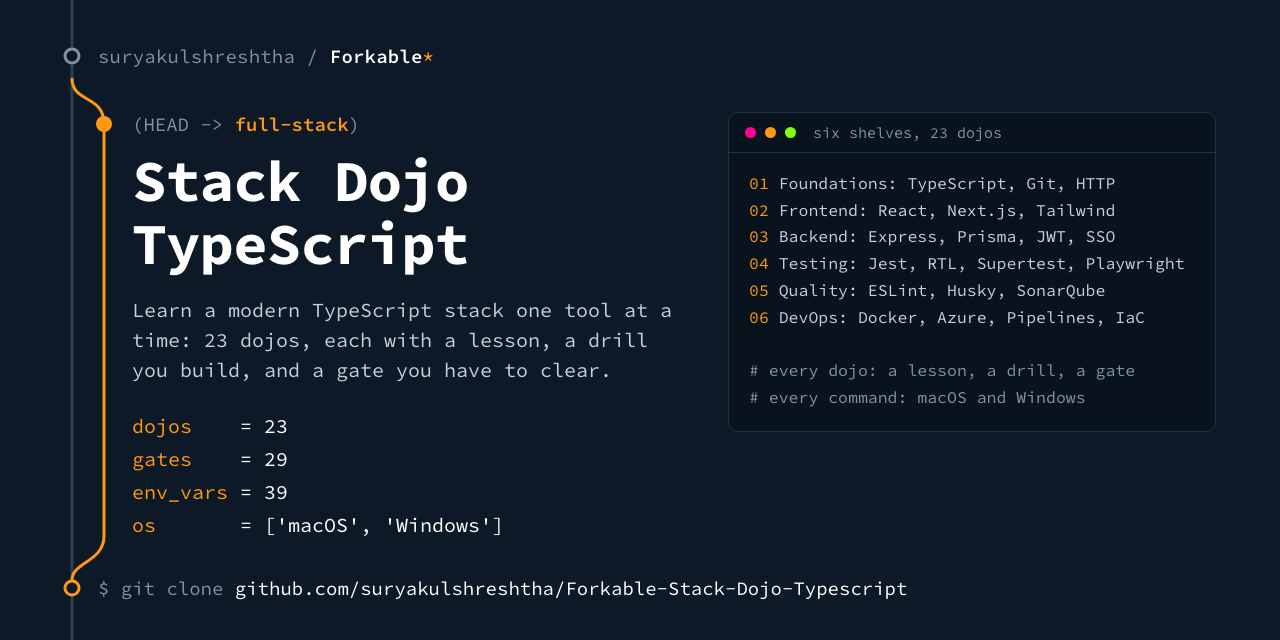 suryakulshreshtha / Forkable*
(HEAD -> full-stack)
Stack Dojo
TypeScript
Learn a modern TypeScript stack one tool at a
time: 23 dojos, each with a lesson, a drill
you build, and a gate you have to clear.
dojos = 23
gates = 29
env_vars = 39
os = ['macOS', 'Windows']
six shelves, 23 dojos
01 Foundations: TypeScript, Git, HTTP
02 Frontend: React, Next.js, Tailwind
03 Backend: Express, Prisma, JWT, SSO
04 Testing: Jest, RTL, Supertest, Playwright
05 Quality: ESLint, Husky, SonarQube
06 DevOps: Docker, Azure, Pipelines, IaC
# every dojo: a lesson, a drill, a gate
# every command: macOS and Windows
$ git clone github.com/suryakulshreshtha/Forkable-Stack-Dojo-Typescript